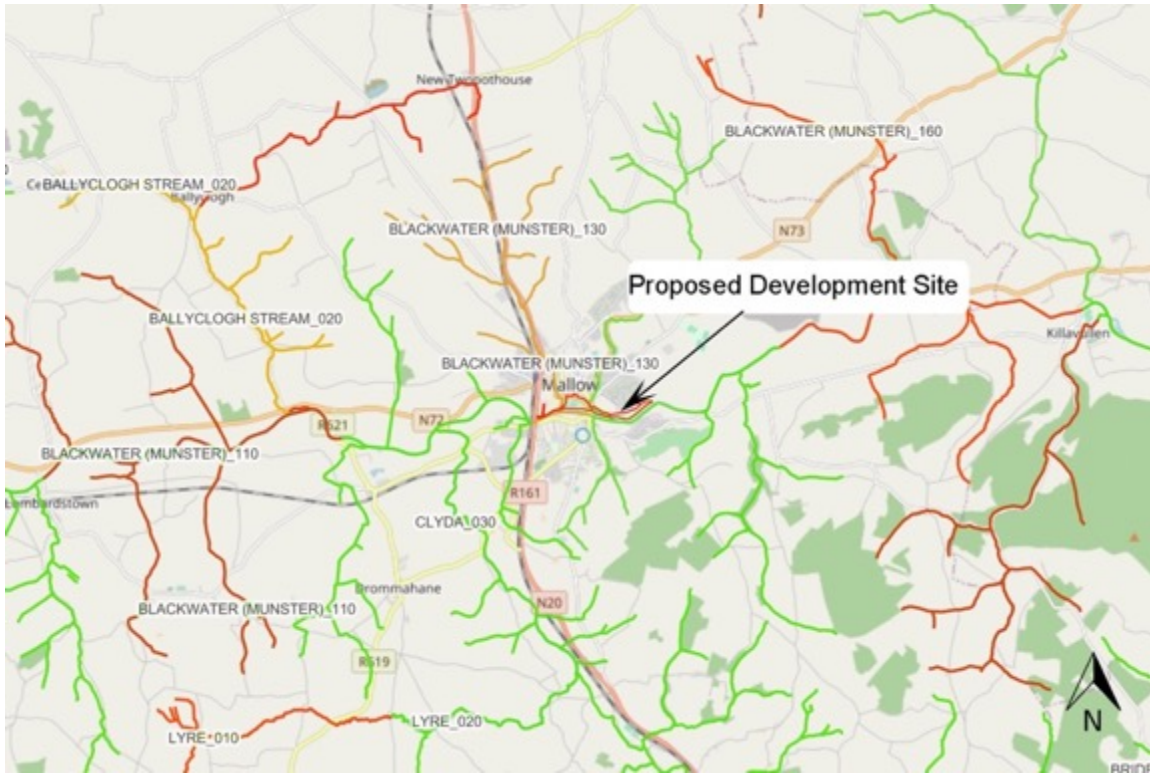 New Twopothouse
BLACKWATER (MUNSTER)_160
BALLYCLOGH STREAM_020
Ballyclogh
BLACKWATER (MUNSTER)_130
N73
Proposed Development Site
BALLYCLOGH STREAM_020
Killavullen
BLACKWATER (MUNSTER)_130
Mallow
N72
R621
BLACKWATER (MUNSTER)_110
R161
Lombardstown
CLYDA_030
Drommahane
N20
BLACKWATER (MUNSTER)_110
R619
LYRE_020
LYRE_010
N
BRIDE